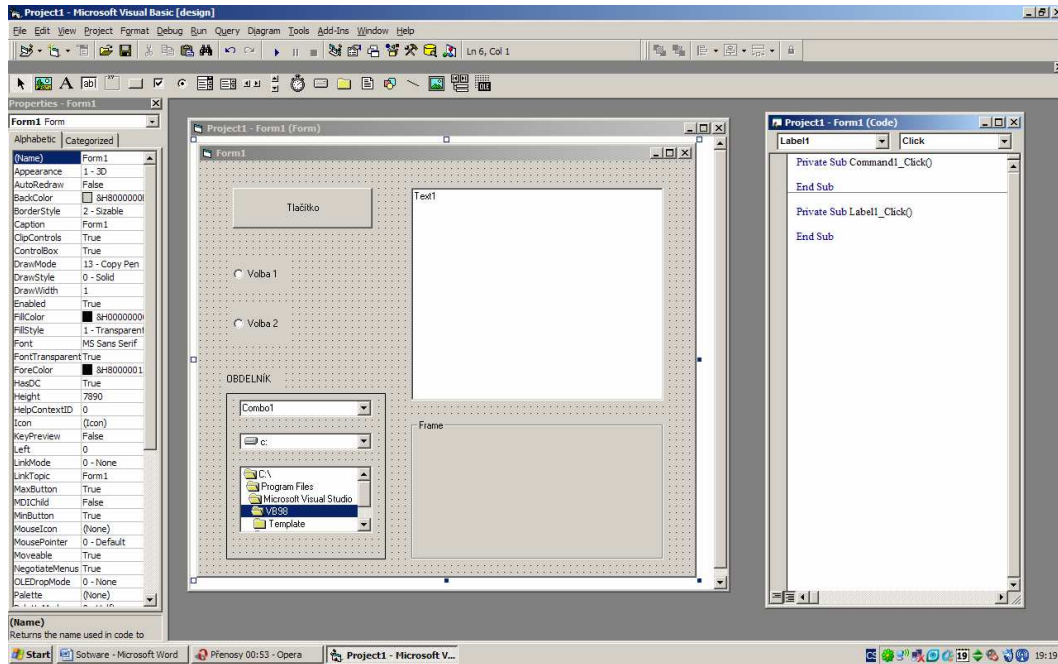 Project1 - Microsoft Visual Basic [design]
File Edit View Project Format Debug Run Query Diagram Tools Add-Ins Window Help
Ln 6, Col 1
Properties - Form1
Form1 Form
Alphabetic Categorized
(Name) Form1
Appearance 1 - 3D
AutoRedraw False
BackColor &H8000000
BorderStyle 2 - Sizable
Caption Form1
ClipControls True
ControlBox True
DrawMode 13 - Copy Pen
DrawStyle 0 - Solid
DrawWidth 1
Enabled True
FillColor &H0000000
FillStyle 1 - Transparent
Font MS Sans Serif
FontTransparent True
ForeColor &H8000001
HasDC True
Height 7890
HelpContextID 0
Icon (Icon)
KeyPreview False
Left 0
LinkMode 0 - None
LinkTopic Form1
MaxButton True
MDIChild False
MinButton True
MouseIcon (None)
MousePointer 0 - Default
Moveable True
NegotiateMenus True
OLEDropMode 0 - None
Palette (None)
(Name)
Returns the name used in code to
Project1 - Form1 (Form)
Form1
Tlačítko
Text1
Volba 1
Volba 2
OBDELNÍK
Combo1
c:
C:\
Program Files
Microsoft Visual Studio
VB98
Template
Frame
Project1 - Form1 (Code)
Label1 Click
Private Sub Command1_Click()
End Sub
Private Sub Label1_Click()
End Sub
Start Sotware - Microsoft Word Přenosy 00:53 - Opera Project1 - Microsoft V... 19 19:19